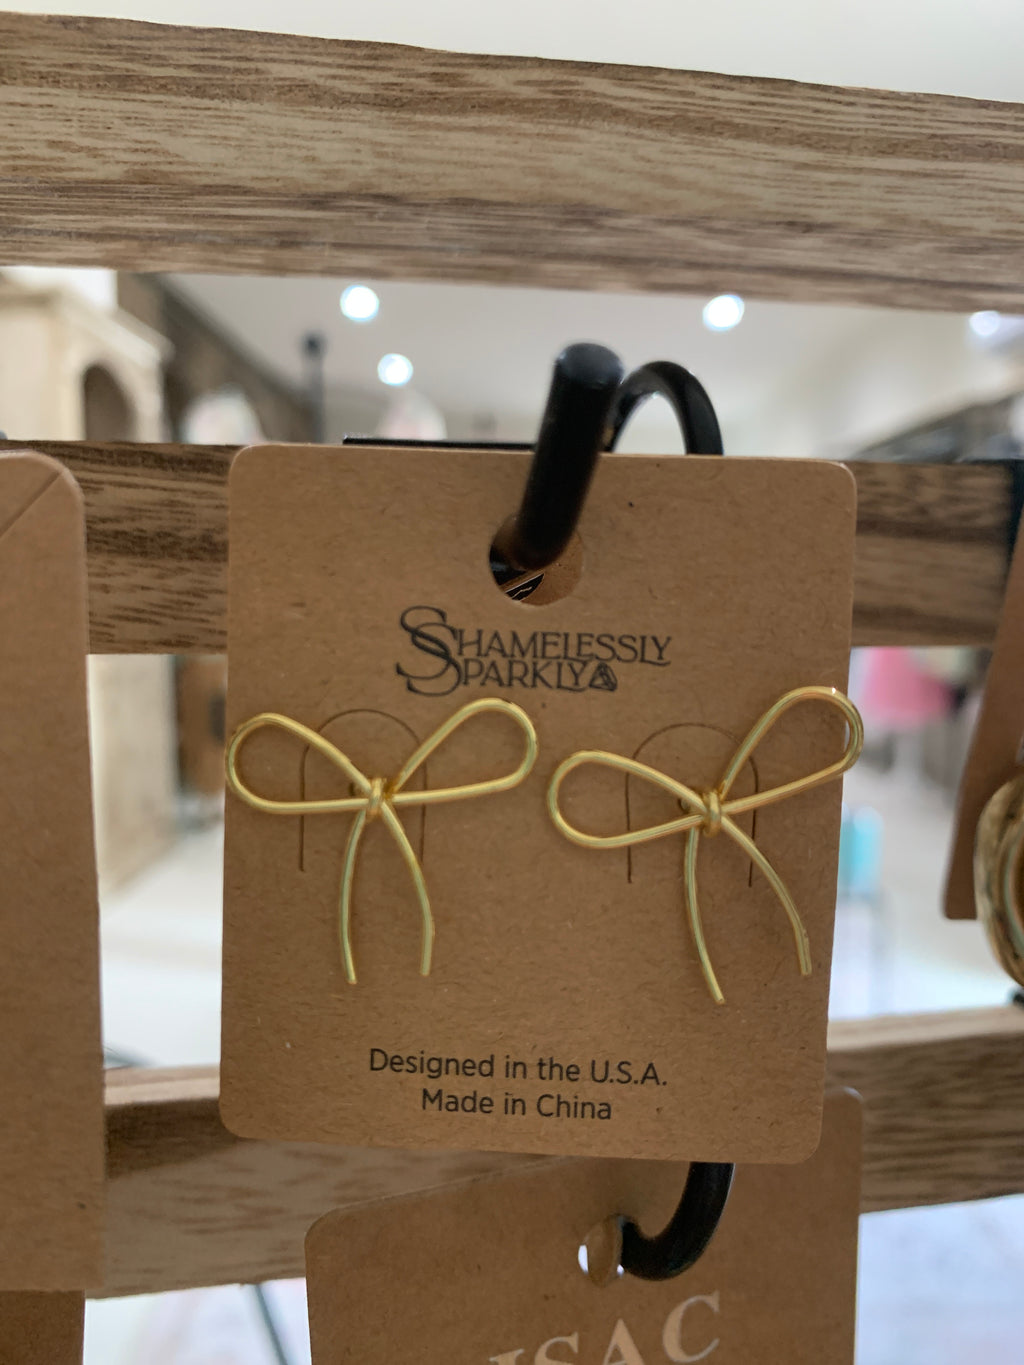 SHAMELESSLY
SPARKLY
Designed in the U.S.A.
Made in China